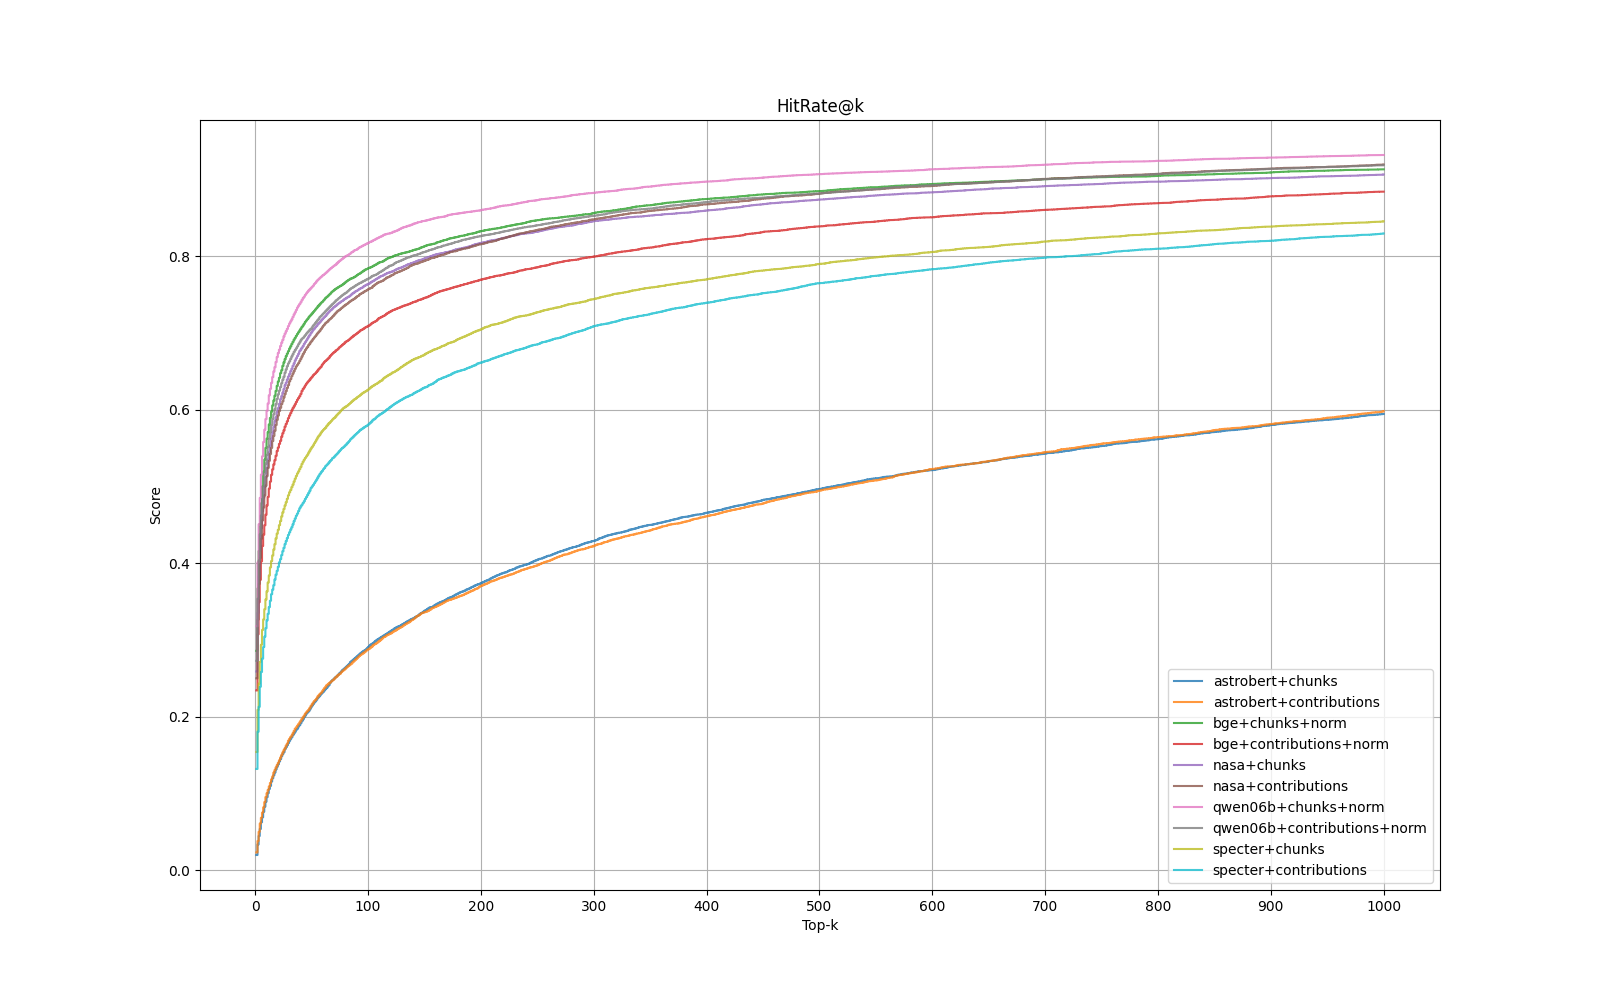 HitRate@k
Score
0.8
0.6
0.4
0.2
0.0
0 100 200 300 400 500 600 700 800 900 1000
Top-k
astrobert+chunks
astrobert+contributions
bge+chunks+norm
bge+contributions+norm
nasa+chunks
nasa+contributions
qwen06b+chunks+norm
qwen06b+contributions+norm
specter+chunks
specter+contributions